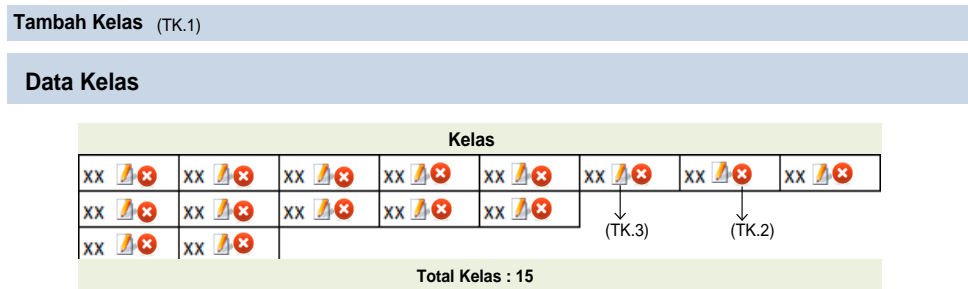 Tambah Kelas (TK.1)
Data Kelas
Kelas
xx xx xx xx xx xx xx xx
xx xx xx xx xx
(TK.3) (TK.2)
xx xx
Total Kelas : 15